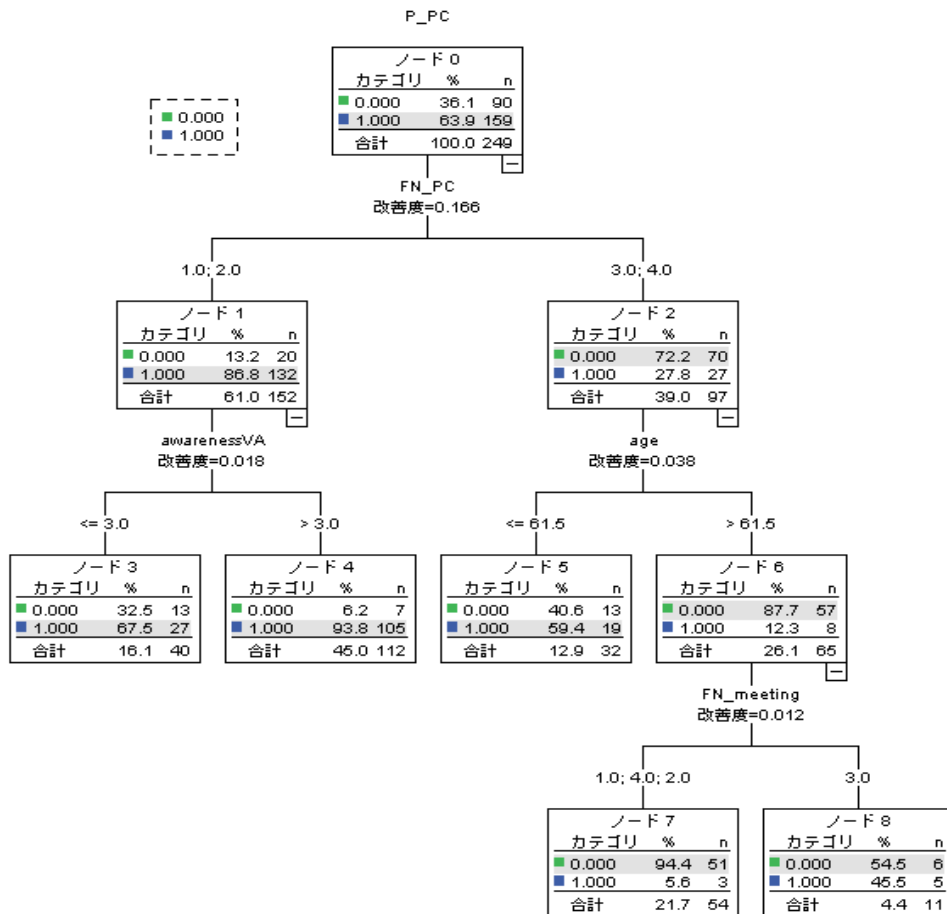 P_PC
ノード 0
カテゴリ % n
0.000 36.1 90
1.000 63.9 159
合計 100.0 249
0.000
1.000
FN_PC
改善度=0.166
1.0; 2.0
3.0; 4.0
ノード 1
カテゴリ % n
0.000 13.2 20
1.000 86.8 132
合計 61.0 152
ノード 2
カテゴリ % n
0.000 72.2 70
1.000 27.8 27
合計 39.0 97
awarenessVA
改善度=0.018
age
改善度=0.038
<= 3.0
> 3.0
<= 61.5
> 61.5
ノード 3
カテゴリ % n
0.000 32.5 13
1.000 67.5 27
合計 16.1 40
ノード 4
カテゴリ % n
0.000 6.2 7
1.000 93.8 105
合計 45.0 112
ノード 5
カテゴリ % n
0.000 40.6 13
1.000 59.4 19
合計 12.9 32
ノード 6
カテゴリ % n
0.000 87.7 57
1.000 12.3 8
合計 26.1 65
FN_meeting
改善度=0.012
1.0; 4.0; 2.0
3.0
ノード 7
カテゴリ % n
0.000 94.4 51
1.000 5.6 3
合計 21.7 54
ノード 8
カテゴリ % n
0.000 54.5 6
1.000 45.5 5
合計 4.4 11